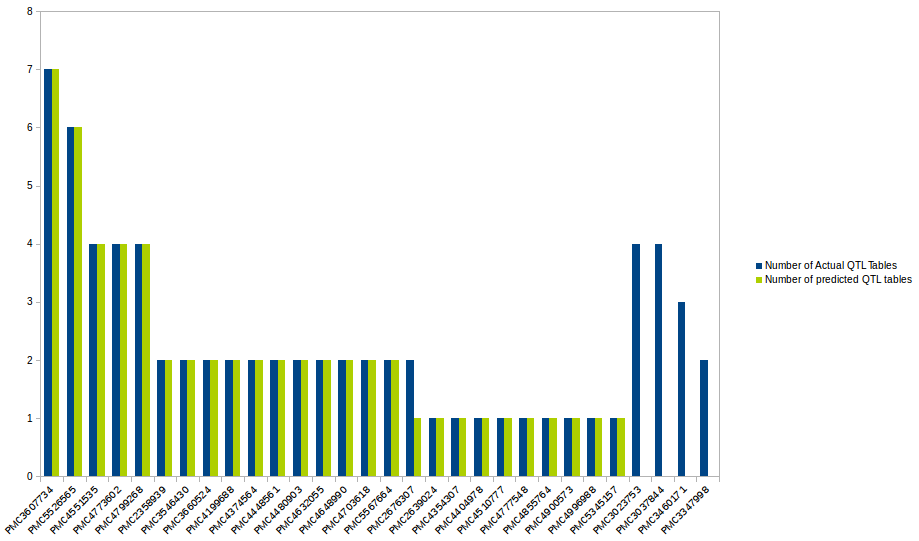 8
7
6
5
4
3
2
1
0
PMC3607734
PMC5526565
PMC4551535
PMC4773602
PMC4799268
PMC2358939
PMC3546430
PMC3660524
PMC4199688
PMC4374564
PMC4448561
PMC4480903
PMC4632055
PMC4648990
PMC4703618
PMC5567664
PMC2676307
PMC2839024
PMC4354307
PMC4404978
PMC4510777
PMC4777548
PMC4855764
PMC4900573
PMC4996988
PMC5345157
PMC3023753
PMC3037844
PMC3460171
PMC3347998
Number of Actual QTL Tables
Number of predicted QTL tables